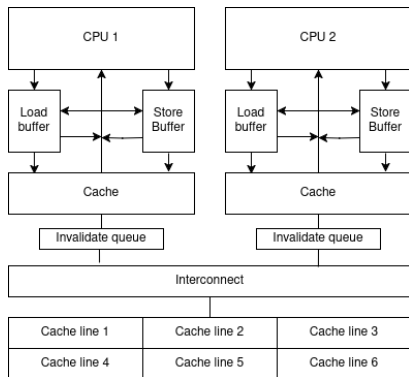 CPU 1
CPU 2
Load
buffer
Store
Buffer
Load
buffer
Store
Buffer
Cache
Cache
Invalidate queue
Invalidate queue
Interconnect
Cache line 1
Cache line 2
Cache line 3
Cache line 4
Cache line 5
Cache line 6